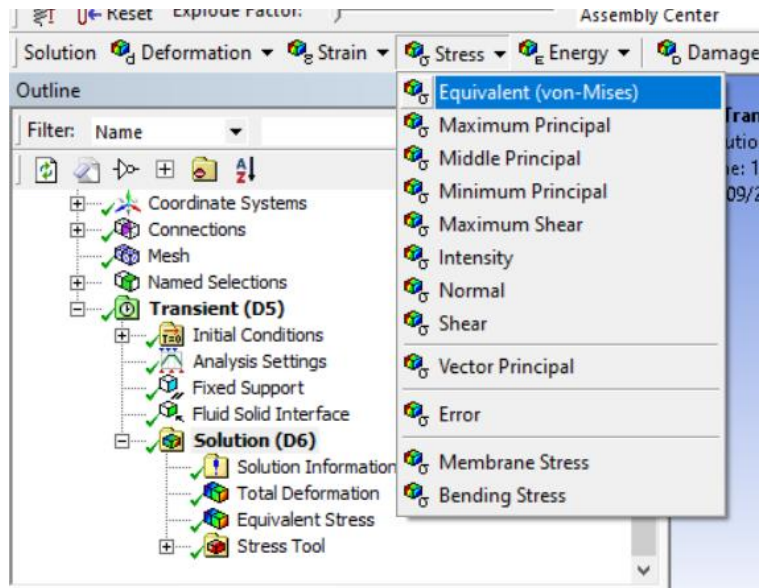 Reset Explode Factor: Assembly Center
Solution Deformation Strain Stress Energy Damage
Outline
Filter: Name
Coordinate Systems
Connections
Mesh
Named Selections
Transient (D5)
Initial Conditions
Analysis Settings
Fixed Support
Fluid Solid Interface
Solution (D6)
Solution Information
Total Deformation
Equivalent Stress
Stress Tool
Equivalent (von-Mises)
Maximum Principal
Middle Principal
Minimum Principal
Maximum Shear
Intensity
Normal
Shear
Vector Principal
Error
Membrane Stress
Bending Stress